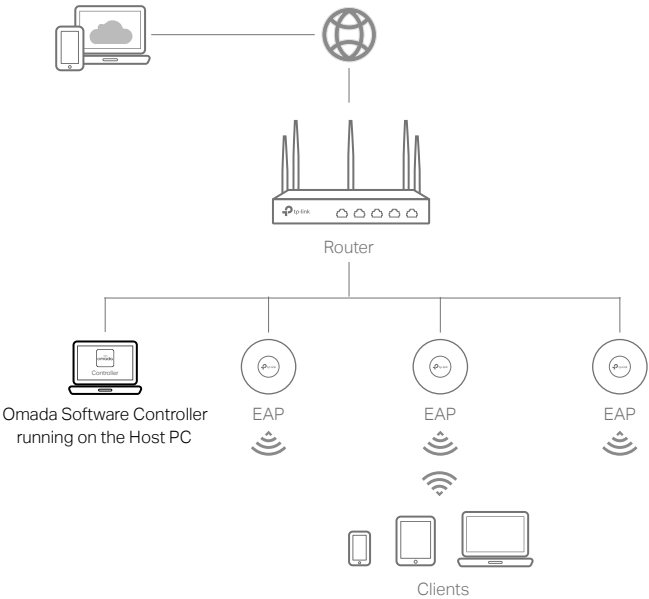 tp-link
Router
omada
Controller
Omada Software Controller
running on the Host PC
EAP
EAP
EAP
Clients